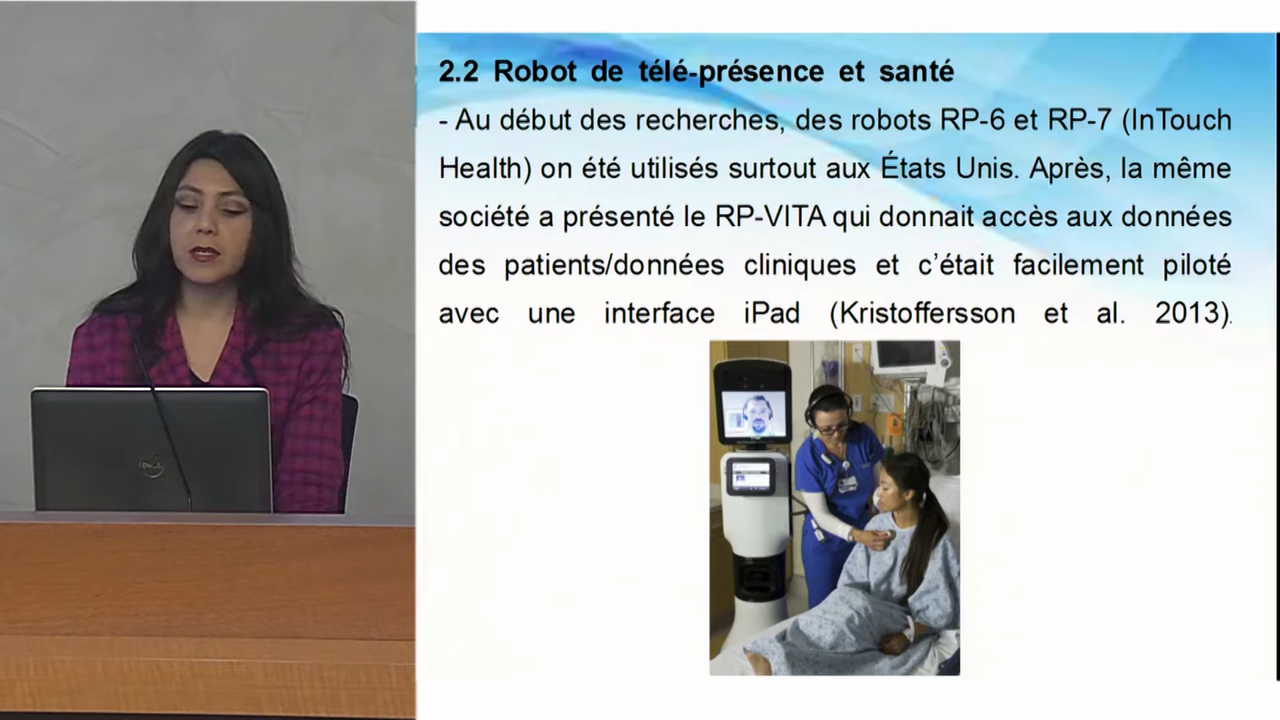 2.2 Robot de télé-présence et santé
- Au début des recherches, des robots RP-6 et RP-7 (InTouch
Health) on été utilisés surtout aux États Unis. Après, la même
société a présenté le RP-VITA qui donnait accès aux données
des patients/données cliniques et c’était facilement piloté
avec une interface iPad (Kristoffersson et al. 2013).
DELL